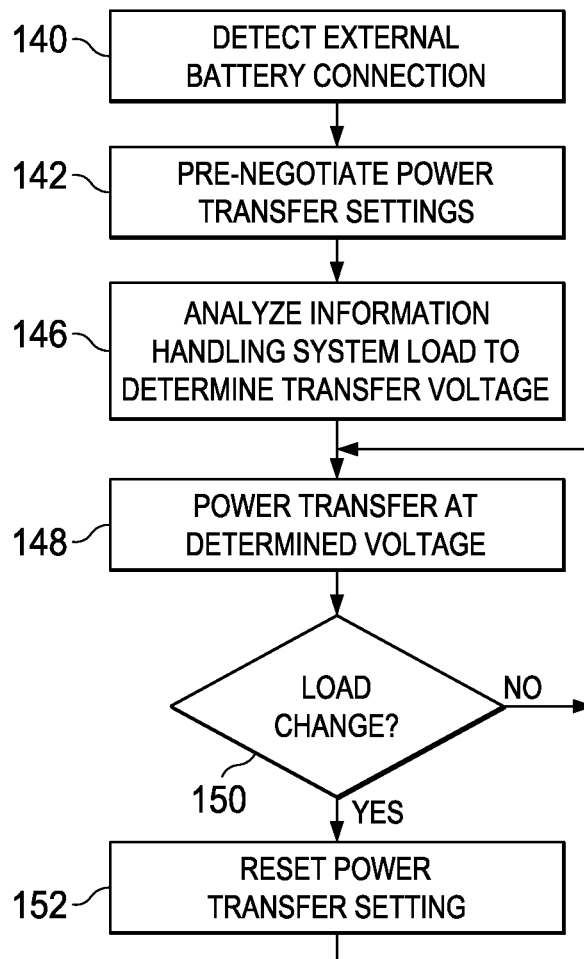 140
DETECT EXTERNAL
BATTERY CONNECTION
142
PRE-NEGOTIATE POWER
TRANSFER SETTINGS
146
ANALYZE INFORMATION
HANDLING SYSTEM LOAD TO
DETERMINE TRANSFER VOLTAGE
148
POWER TRANSFER AT
DETERMINED VOLTAGE
LOAD
CHANGE?
NO
150
YES
152
RESET POWER
TRANSFER SETTING